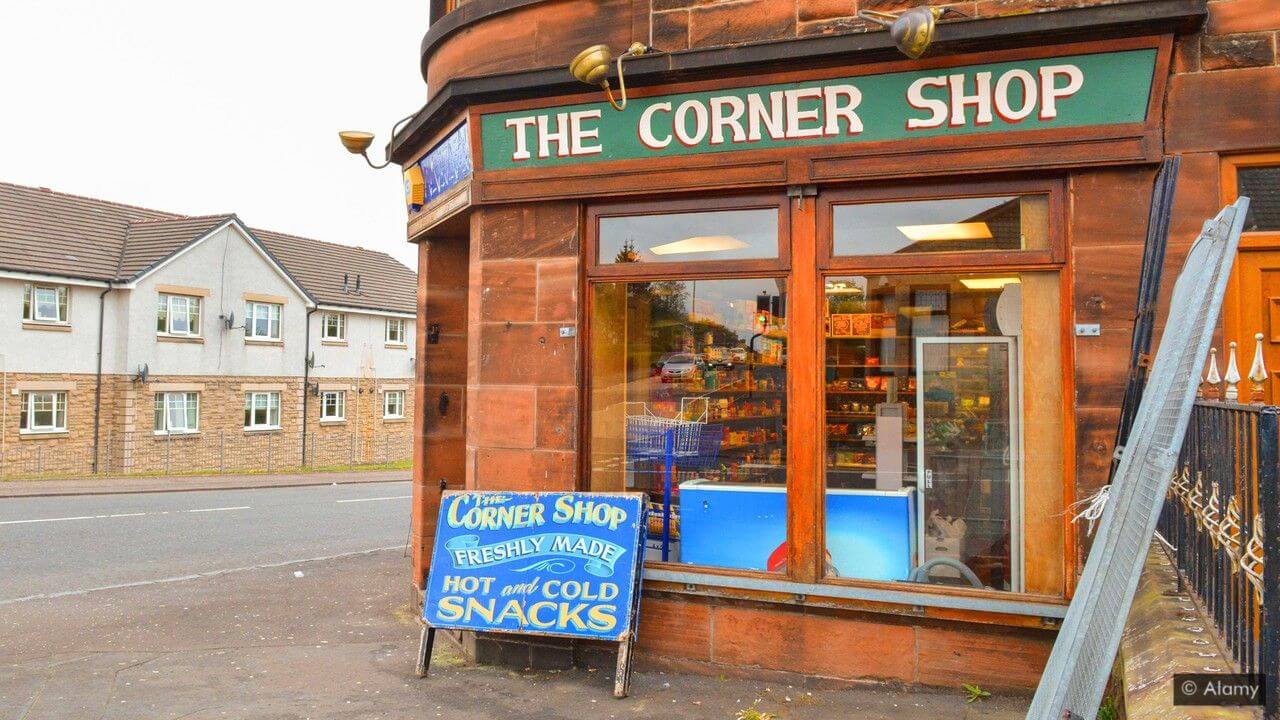 THE CORNER SHOP
THE
CORNER SHOP
FRESHLY MADE
HOT and COLD
SNACKS
© Alamy